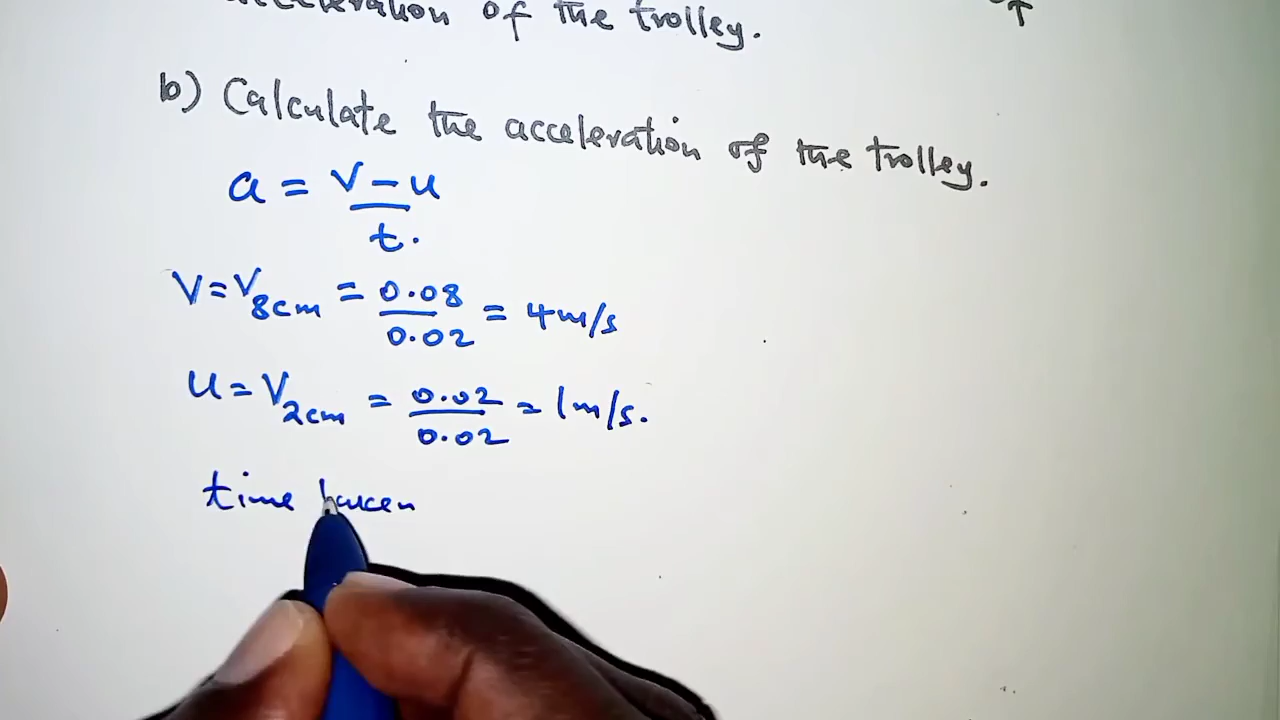 acceleration of the trolley.
b) Calculate the acceleration of the trolley.
a = V - u / t.
V = V8cm = 0.08 / 0.02 = 4m/s
u = V2cm = 0.02 / 0.02 = 1m/s.
time